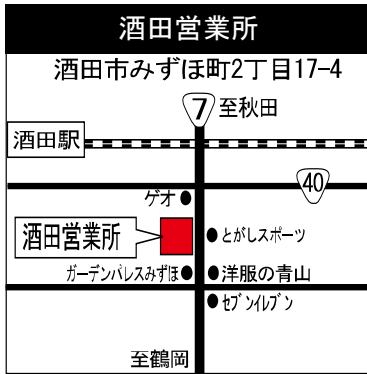 酒田営業所
酒田市みずほ町2丁目17-4
7
至秋田
酒田駅
40
ゲオ
酒田営業所
とがしスポーツ
ガーデンパレスみずほ
洋服の青山
セブンイレブン
至鶴岡